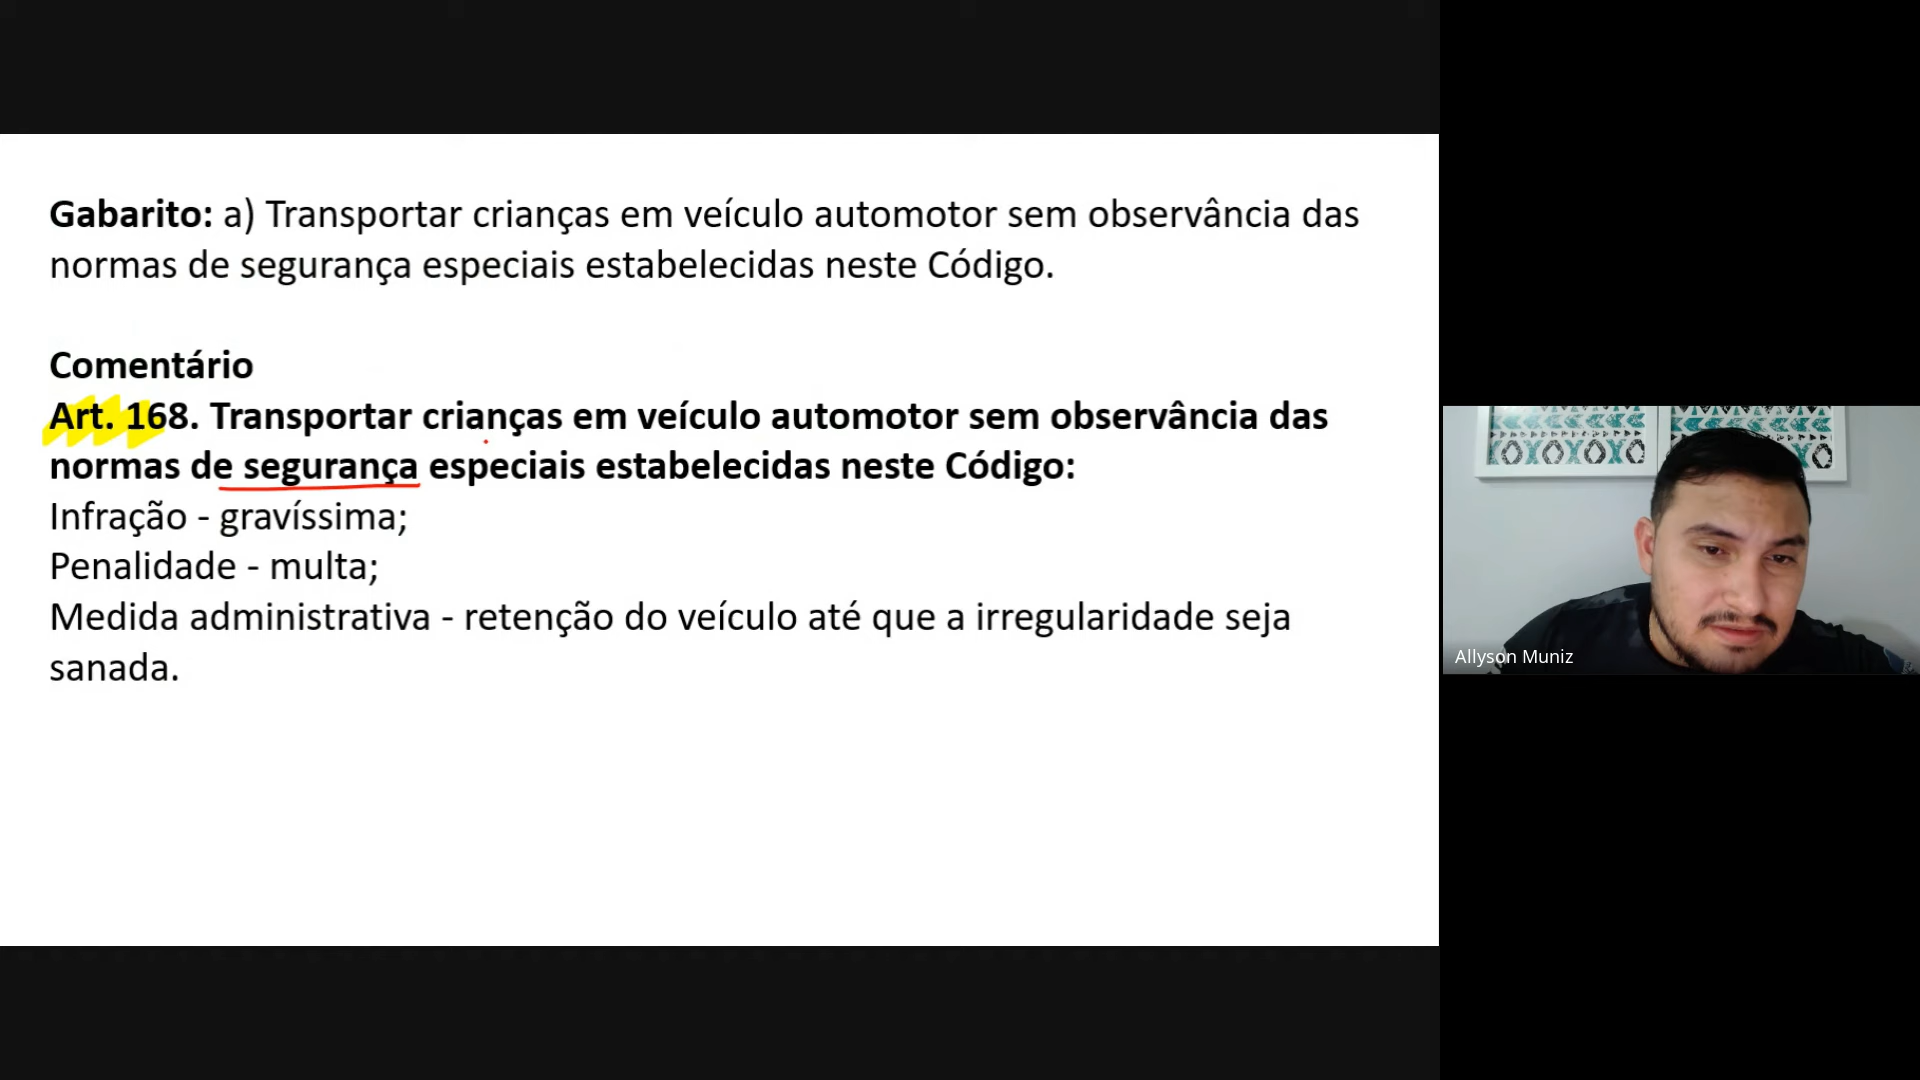 Gabarito: a) Transportar crianças em veículo automotor sem observância das
normas de segurança especiais estabelecidas neste Código.
Comentário
Art. 168. Transportar crianças em veículo automotor sem observância das
normas de segurança especiais estabelecidas neste Código:
Infração - gravíssima;
Penalidade - multa;
Medida administrativa - retenção do veículo até que a irregularidade seja
sanada.
Allyson Muniz